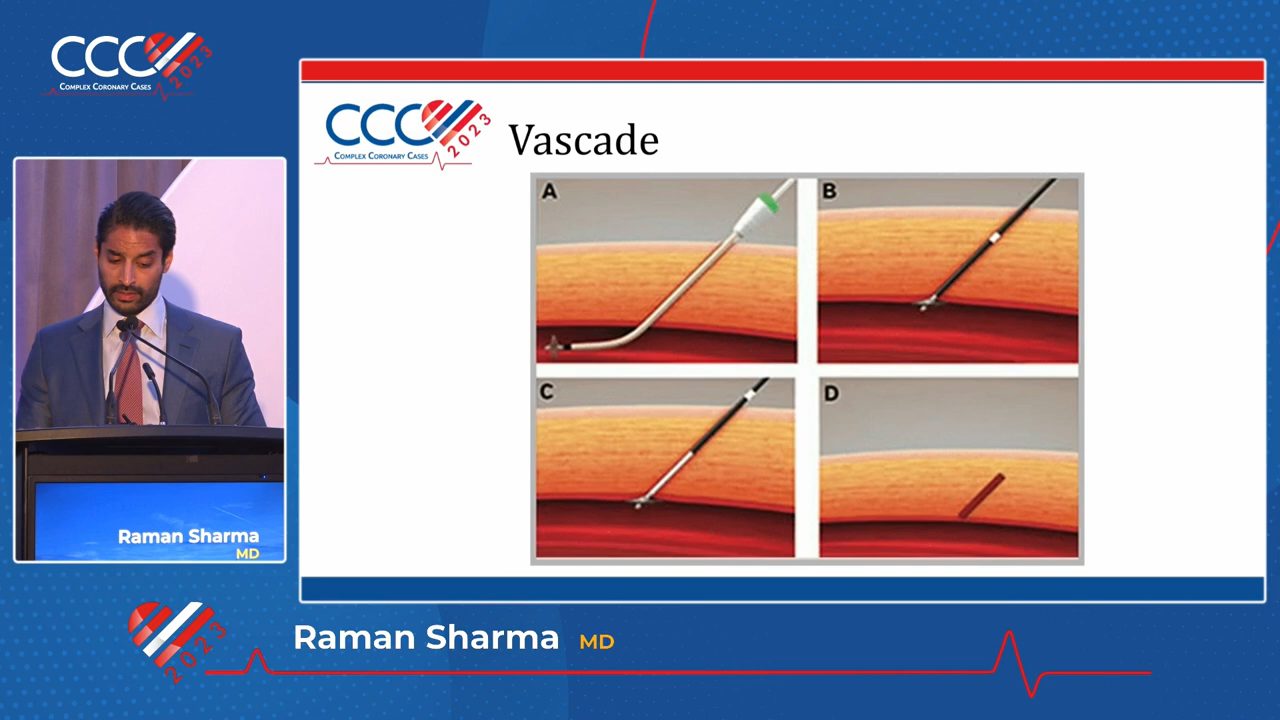 CCC 2023
COMPLEX CORONARY CASES
CCC 2023
COMPLEX CORONARY CASES
Vascade
A
B
C
D
Raman Sharma
MD
Raman Sharma MD
2023